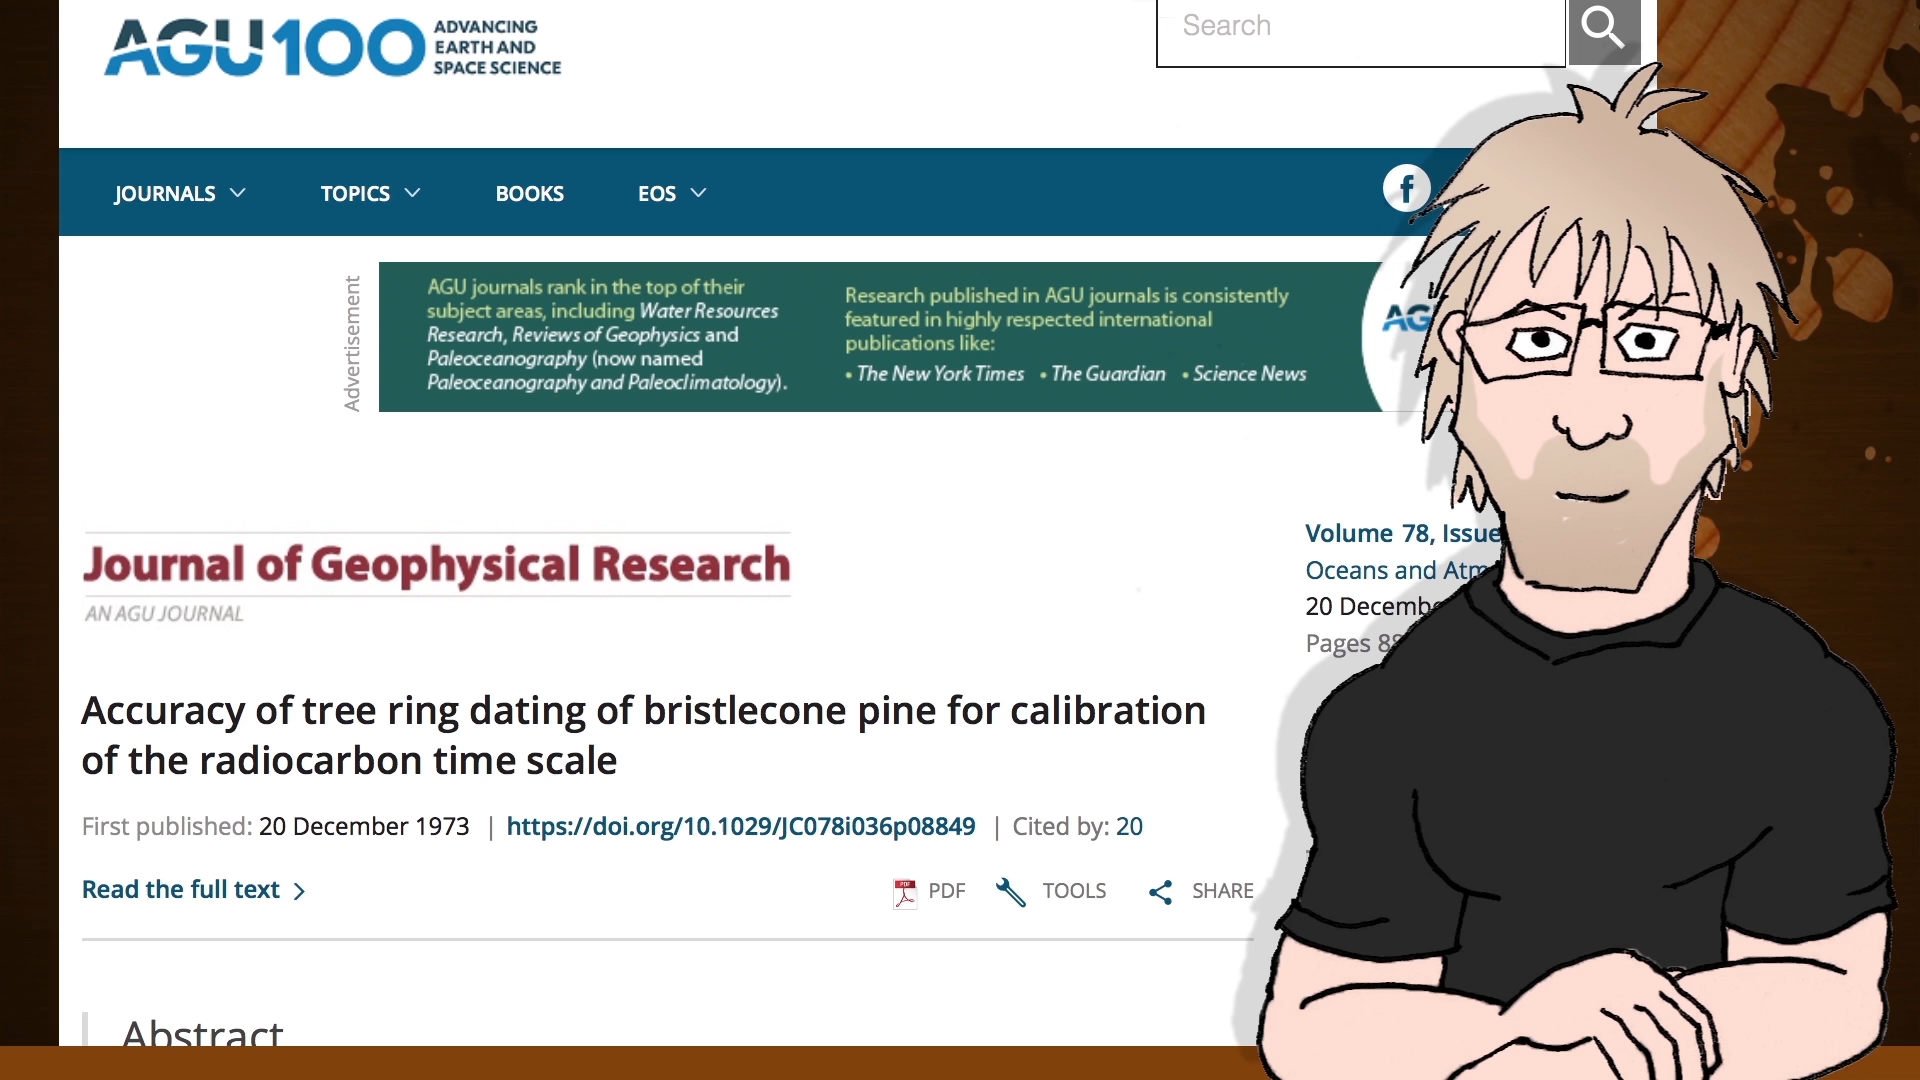 AGU100 ADVANCING
EARTH AND
SPACE SCIENCE
Search
JOURNALS TOPICS BOOKS EOS f
Advertisement
AGU journals rank in the top of their
subject areas, including Water Resources
Research, Reviews of Geophysics and
Paleoceanography (now named
Paleoceanography and Paleoclimatology).
Research published in AGU journals is consistently
featured in highly respected international
publications like:
• The New York Times • The Guardian • Science News
AG
Journal of Geophysical Research
AN AGU JOURNAL
Volume 78, Issue
Oceans and
20
Pages
Accuracy of tree ring dating of bristlecone pine for calibration
of the radiocarbon time scale
First published: 20 December 1973 | https://doi.org/10.1029/JC078i036p08849 | Cited by: 20
Read the full text
PDF TOOLS SHARE
Abstract